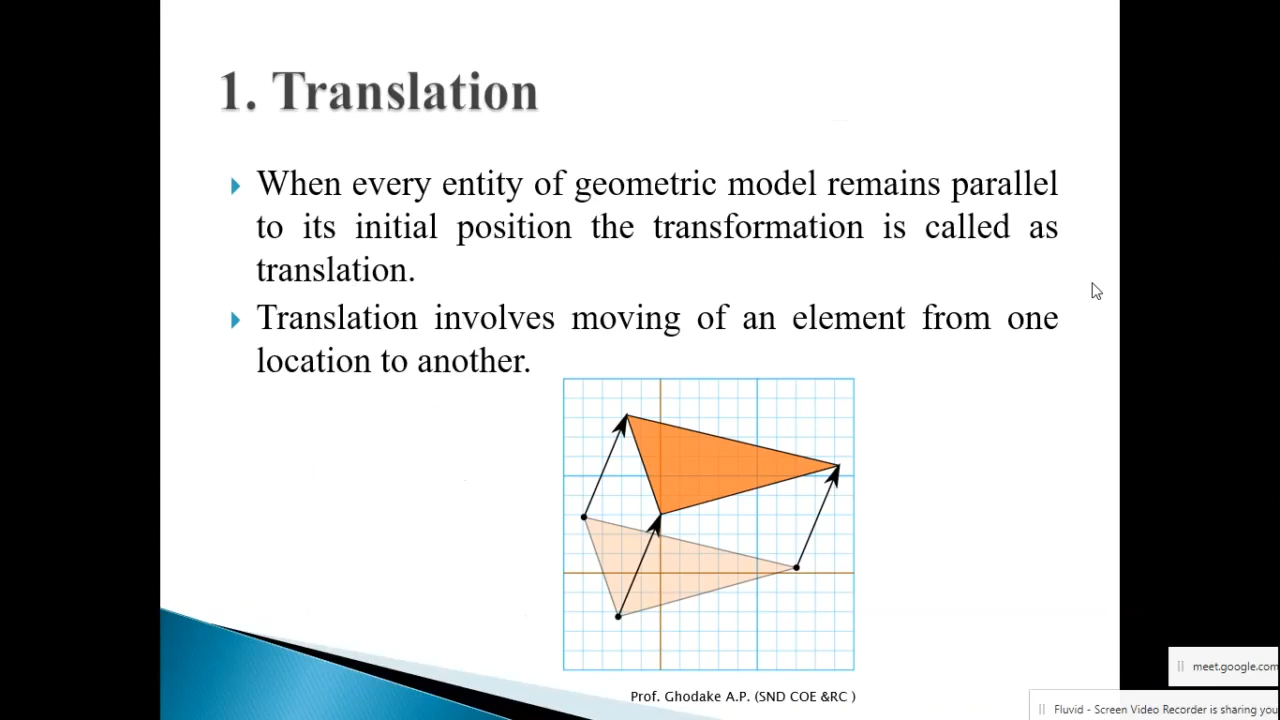 1. Translation
When every entity of geometric model remains parallel
to its initial position the transformation is called as
translation.
Translation involves moving of an element from one
location to another.
Prof. Ghodake A.P. (SND COE &RC )
meet.google.com
Fluvid - Screen Video Recorder is sharing you